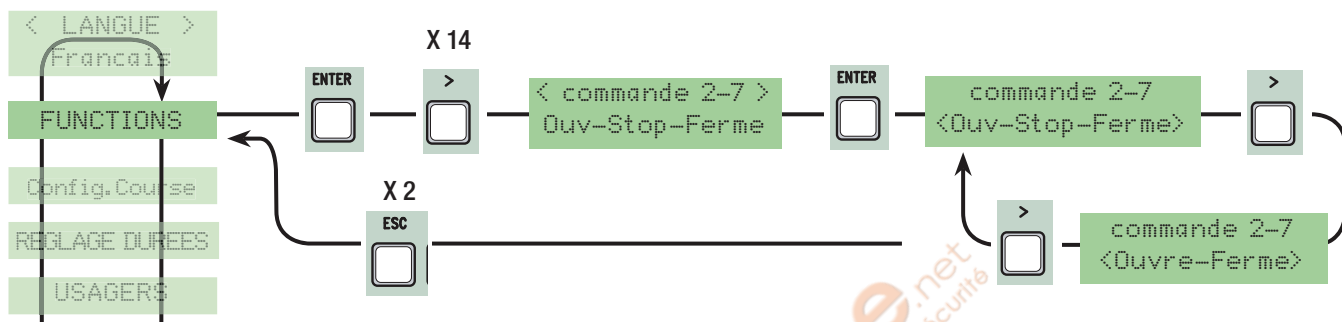 < LANGUE >
Francais
FUNCTIONS
Config.Course
REGLAGE DUREES
USAGERS
ENTER
X 14
>
< commande 2-7 >
Ouv-Stop-Ferme
ENTER
commande 2-7
<Ouv-Stop-Ferme>
>
X 2
ESC
>
commande 2-7
<Ouvre-Ferme>
e.net